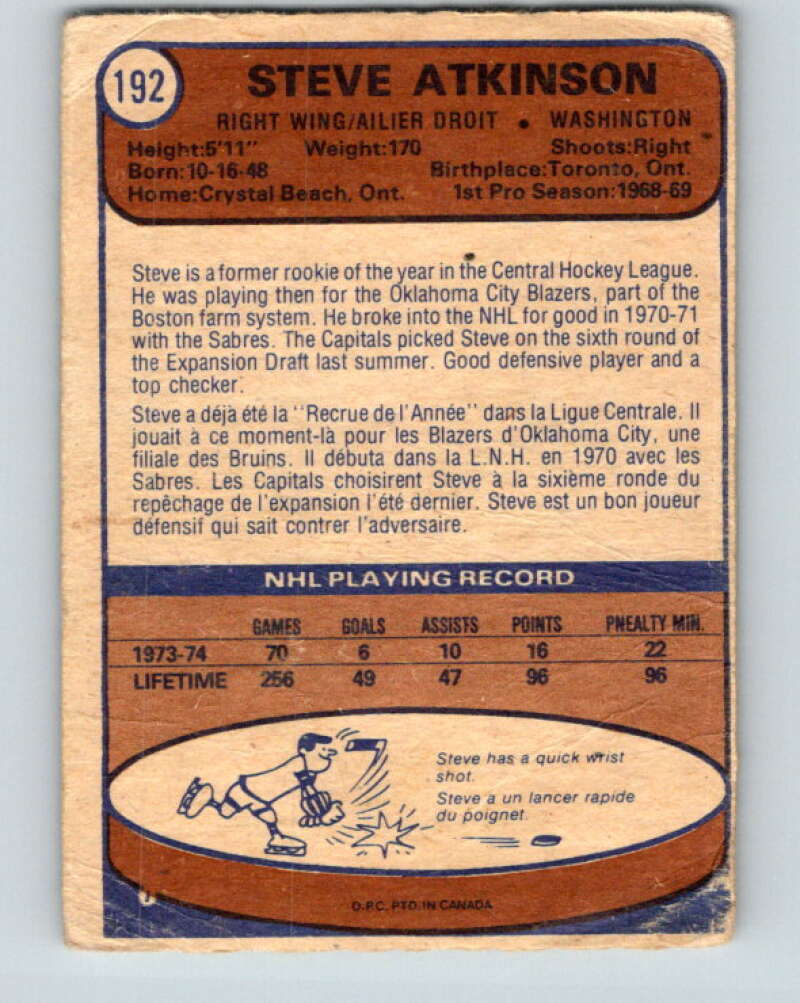 192
STEVE ATKINSON
RIGHT WING/AILIER DROIT • WASHINGTON
Height:5'11" Weight:170 Shoots:Right
Born:10-16-48 Birthplace:Toronto, Ont.
Home:Crystal Beach, Ont. 1st Pro Season:1968-69
Steve is a former rookie of the year in the Central Hockey League.
He was playing then for the Oklahoma City Blazers, part of the
Boston farm system. He broke into the NHL for good in 1970-71
with the Sabres. The Capitals picked Steve on the sixth round of
the Expansion Draft last summer. Good defensive player and a
top checker.
Steve a déjà été la "Recrue de l'Année" dans la Ligue Centrale. Il
jouait à ce moment-là pour les Blazers d'Oklahoma City, une
filiale des Bruins. Il débuta dans la L.N.H. en 1970 avec les
Sabres. Les Capitals choisirent Steve à la sixième ronde du
repêchage de l'expansion l'été dernier. Steve est un bon joueur
défensif qui sait contrer l'adversaire.
NHL PLAYING RECORD
GAMES GOALS ASSISTS POINTS PNEALTY MIN.
1973-74 70 6 10 16 22
LIFETIME 256 49 47 96 96
Steve has a quick wrist
shot.
Steve a un lancer rapide
du poignet.
O.P.C. PTD. IN CANADA